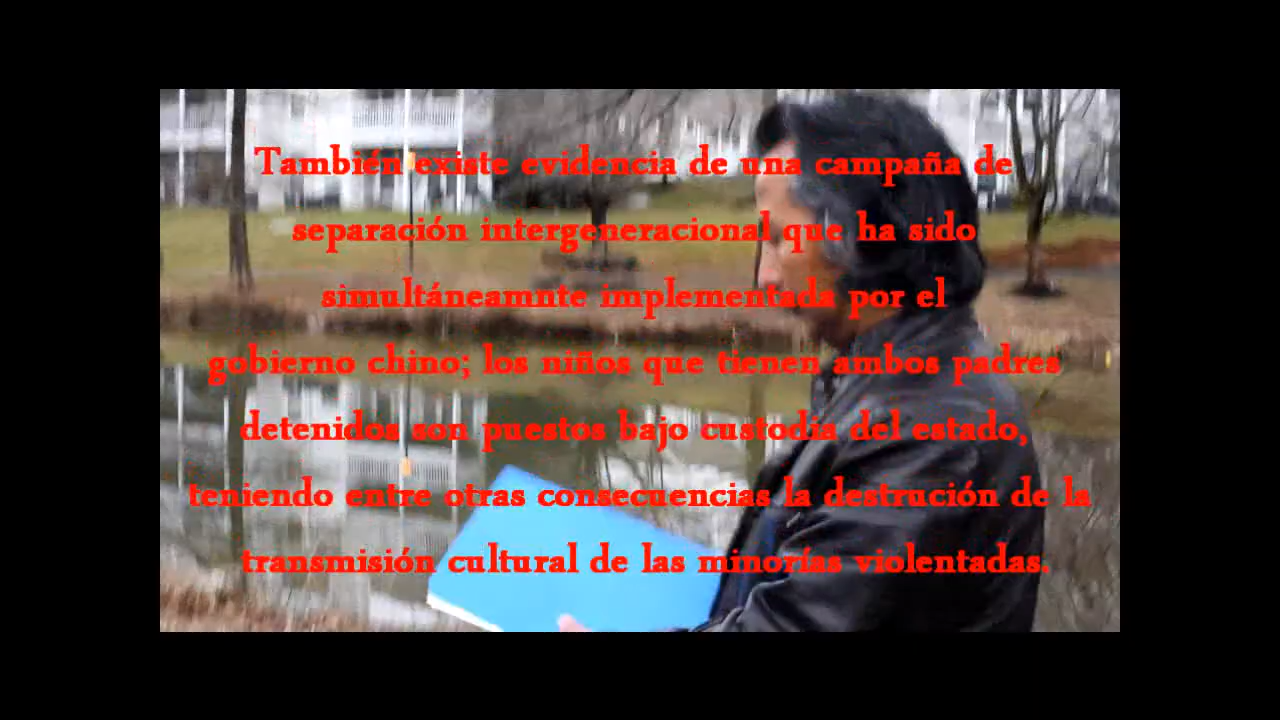 También existe evidencia de una campaña de
separación intergeneracional que ha sido
simultáneamnte implementada por el
gobierno chino; los niños que tienen ambos padres
detenidos son puestos bajo custodia del estado,
teniendo entre otras consecuencias la destrución de la
transmisión cultural de las minorías violentadas.